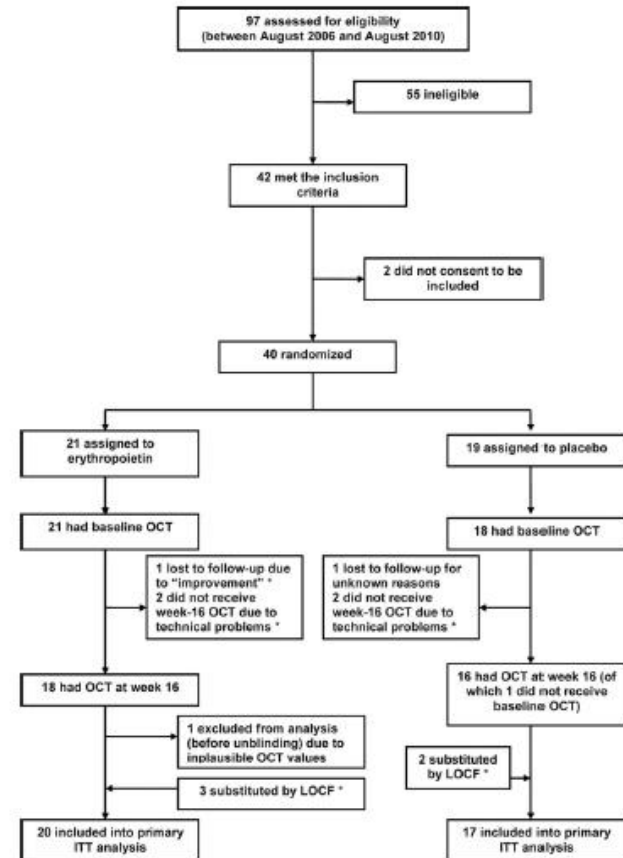 97 assessed for eligibility
(between August 2006 and August 2010)
55 ineligible
42 met the inclusion
criteria
2 did not consent to be
included
40 randomized
21 assigned to
erythropoietin
19 assigned to placebo
21 had baseline OCT
18 had baseline OCT
1 lost to follow-up due
to “improvement” *
2 did not receive
week-16 OCT due to
technical problems *
1 lost to follow-up for
unknown reasons
2 did not receive
week-16 OCT due to
technical problems *
18 had OCT at week 16
16 had OCT at week 16 (of
which 1 did not receive
baseline OCT)
1 excluded from analysis
(before unblinding) due to
inplausible OCT values
2 substituted
by LOCF *
3 substituted by LOCF *
20 included into primary
ITT analysis
17 included into primary
ITT analysis